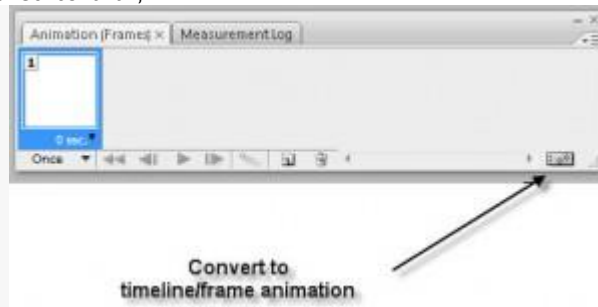 Animation (Frames) × Measurement Log
1
0 sec.
Once
Convert to
timeline/frame animation